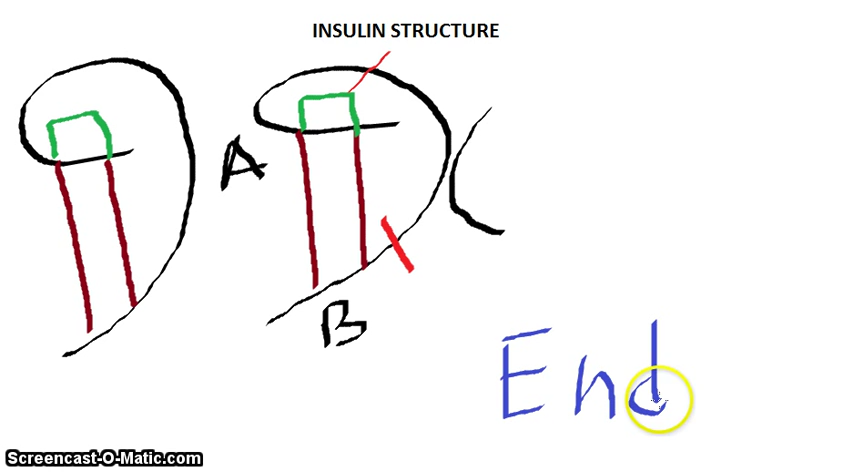 INSULIN STRUCTURE
A
B
End
Screencast-O-Matic.com